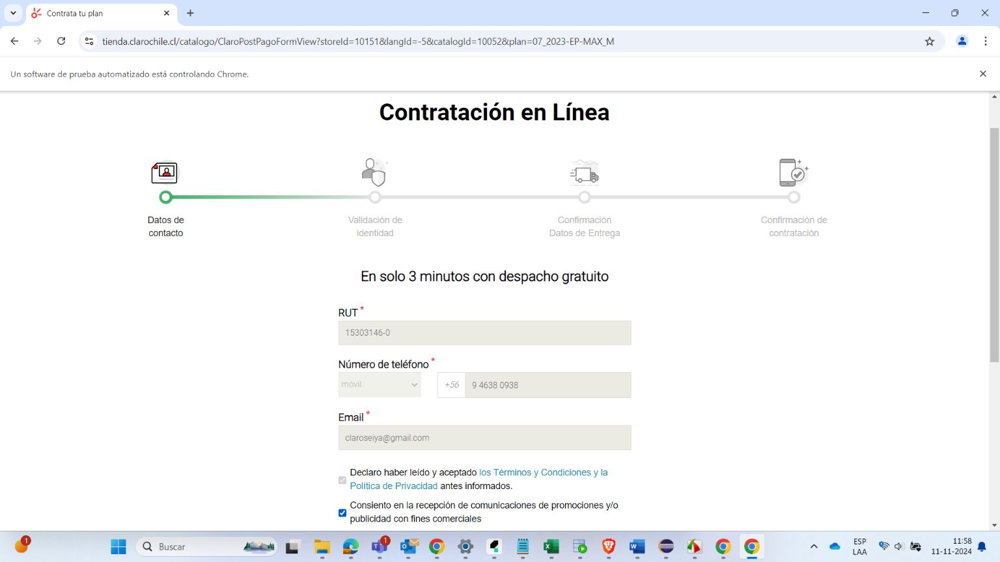 Contrata tu plan
tienda.clarochile.cl/catalogo/ClaroPostPagoFormView?storeId=10151&langId=-5&catalogId=10052&plan=07_2023-EP-MAX_M
Un software de prueba automatizado está controlando Chrome.
Contratación en Línea
Datos de
contacto
Validación de
identidad
Confirmación
Datos de Entrega
Confirmación de
contratación
En solo 3 minutos con despacho gratuito
RUT *
15303146-0
Número de teléfono *
móvil
+56
9 4638 0938
Email *
claroseiya@gmail.com
Declaro haber leído y aceptado los Términos y Condiciones y la
Política de Privacidad antes informados.
Consiento en la recepción de comunicaciones de promociones y/o
publicidad con fines comerciales
1
Buscar
1
ESP
LAA
11:58
11-11-2024